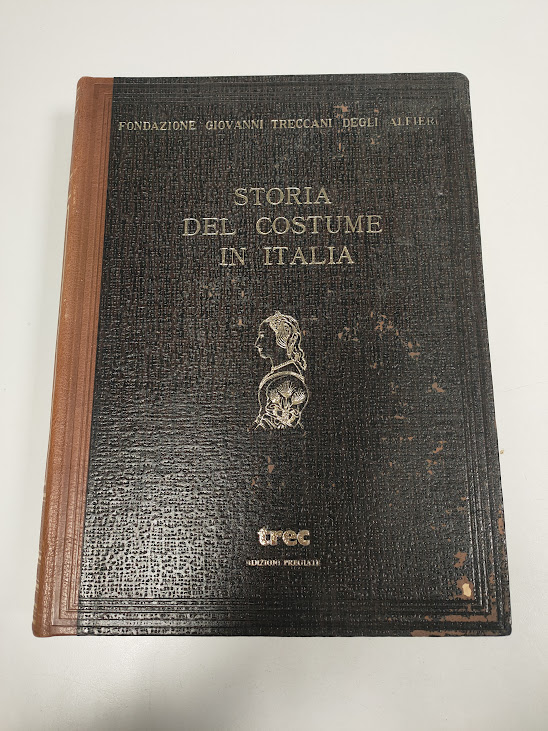 FONDAZIONE GIOVANNI TRECCANI DEGLI ALFIERI
STORIA
DEL COSTUME
IN ITALIA
trec
EDIZIONI PREGIATE